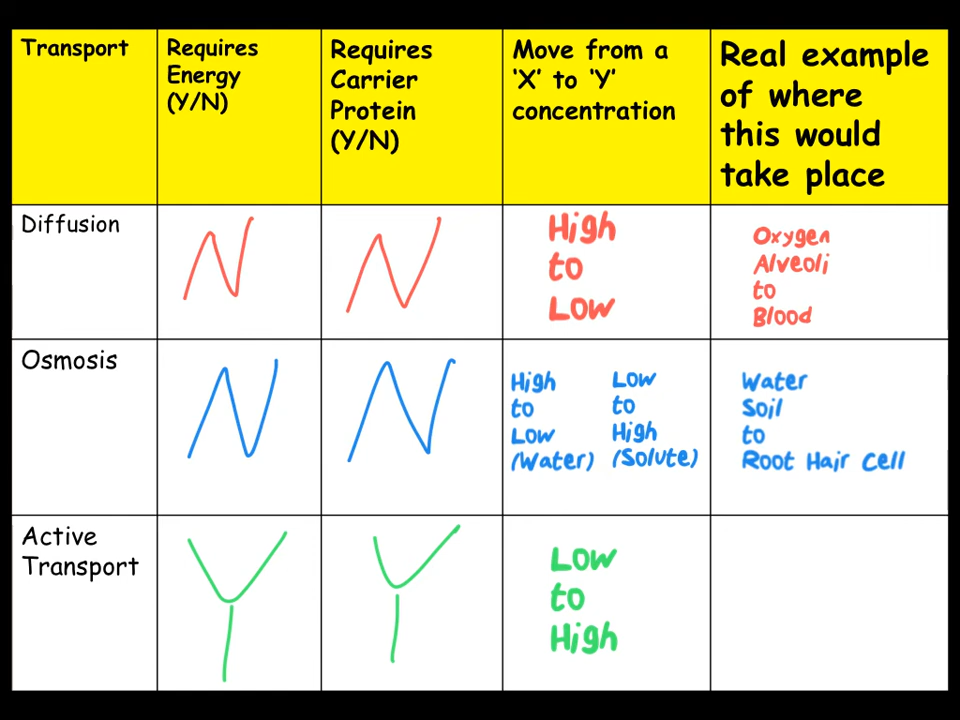 Transport
Requires
Energy
(Y/N)
Requires
Carrier
Protein
(Y/N)
Move from a
‘X’ to ‘Y’
concentration
Real example
of where
this would
take place
Diffusion
N
N
High
to
Low
Oxygen
Alveoli
to
Blood
Osmosis
N
N
High
to
Low
(Water)
Low
to
High
(Solute)
Water
Soil
to
Root Hair Cell
Active
Transport
Y
Y
Low
to
High